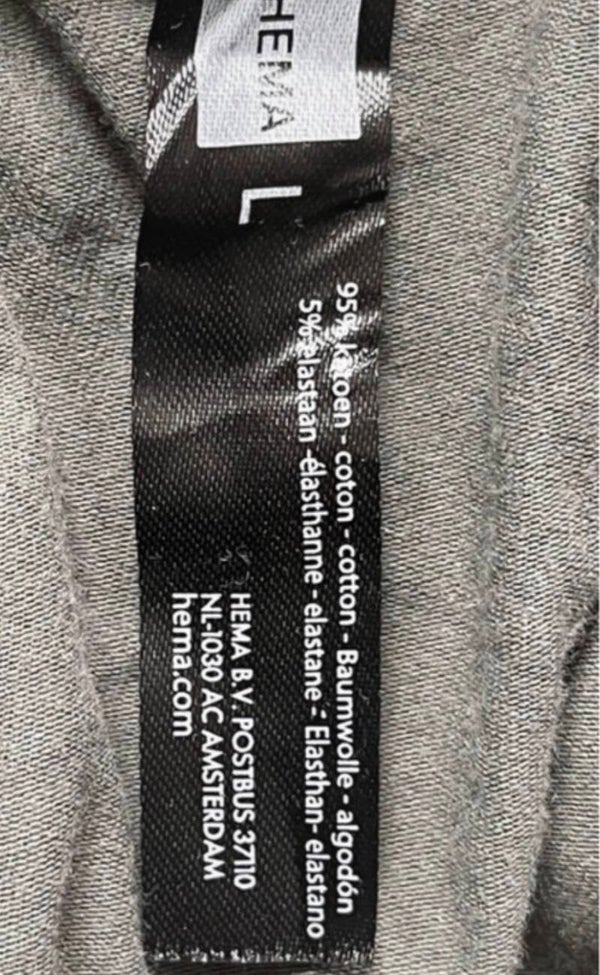 HEMA
L
95% katoen - coton - cotton - Baumwolle - algodón
5% elastaan - élasthanne - elastane - Elasthan - elastano
HEMA B.V. POSTBUS 37110
NL-1030 AC AMSTERDAM
hema.com